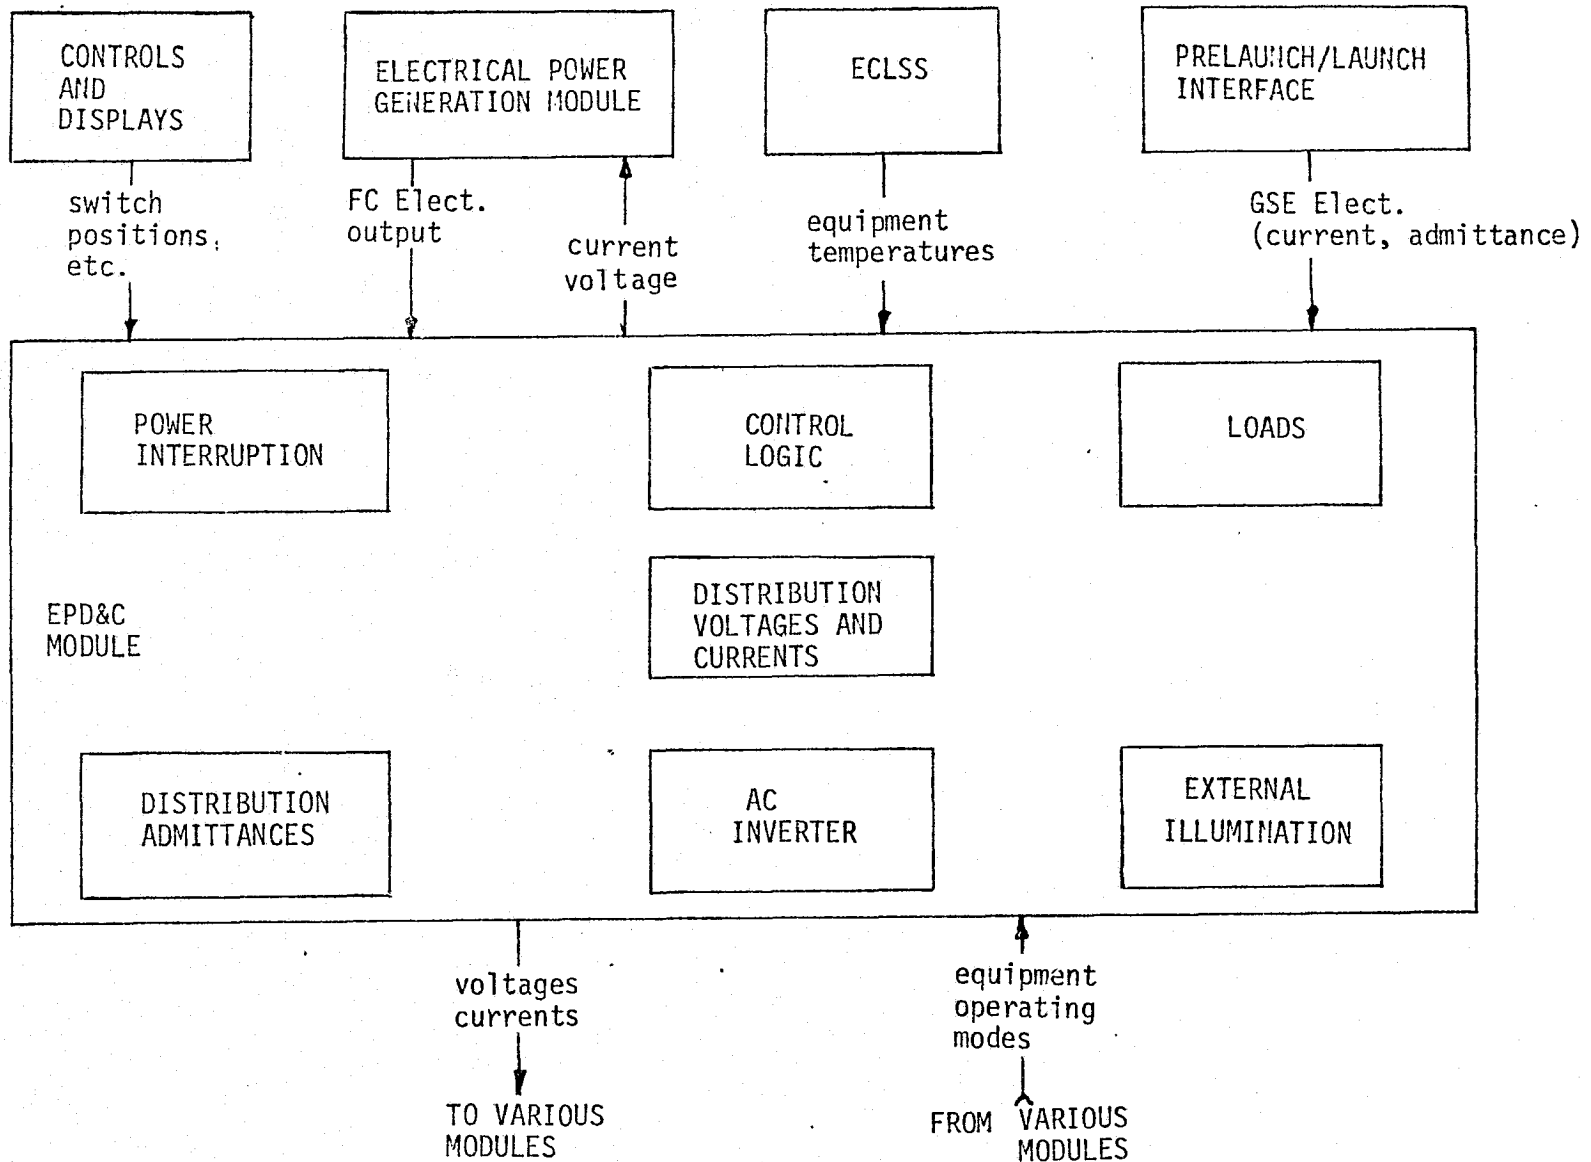 CONTROLS
AND
DISPLAYS
ELECTRICAL POWER
GENERATION MODULE
ECLSS
PRELAUNCH/LAUNCH
INTERFACE
switch
positions,
etc.
FC Elect.
output
current
voltage
equipment
temperatures
GSE Elect.
(current, admittance)
POWER
INTERRUPTION
CONTROL
LOGIC
LOADS
EPD&C
MODULE
DISTRIBUTION
VOLTAGES AND
CURRENTS
DISTRIBUTION
ADMITTANCES
AC
INVERTER
EXTERNAL
ILLUMINATION
voltages
currents
equipment
operating
modes
TO VARIOUS
MODULES
FROM VARIOUS
MODULES